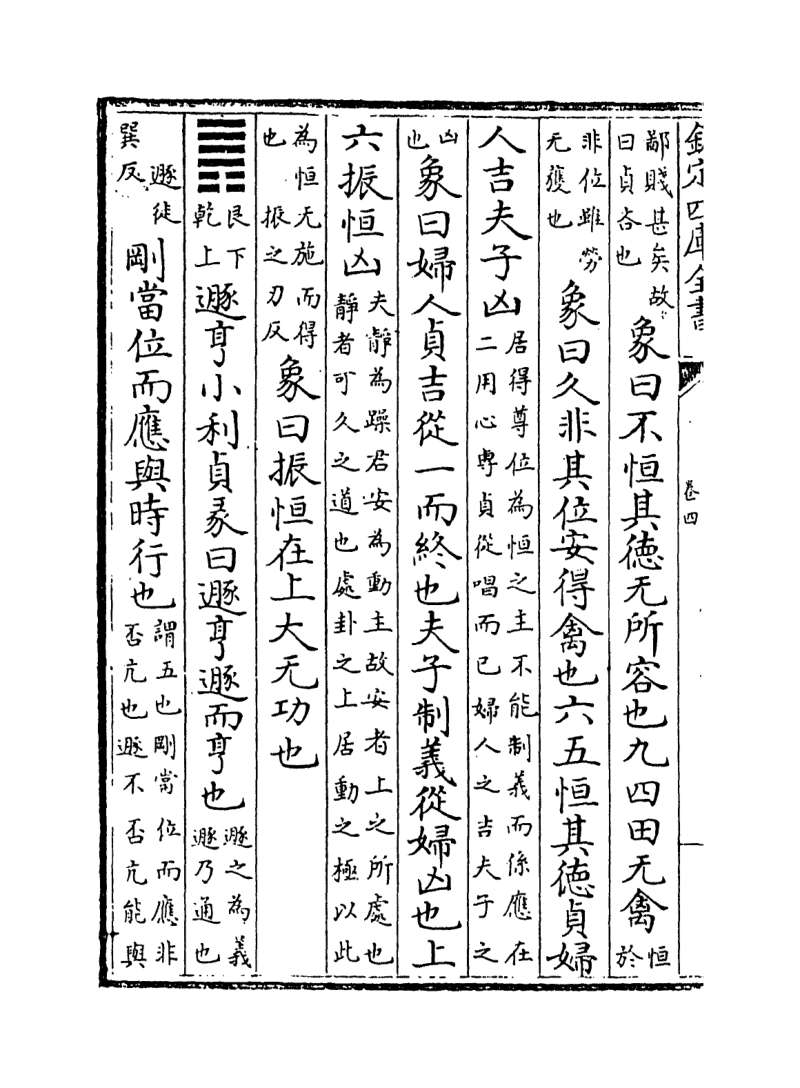 欽定四庫全書
卷四
鄙賤甚矣故
曰貞吝也
象曰不恒其德无所容也九四田无禽
恒
於
非位雖勞
无獲也
象曰久非其位安得禽也六五恒其德貞婦
人吉夫子凶
居得尊位為恒之主不能制義而係應在
二用心專貞從唱而已婦人之吉夫子之
凶
也
象曰婦人貞吉從一而終也夫子制義從婦凶也上
六振恒凶
夫靜為躁君安為動主故安者上之所處也
靜者可久之道也處卦之上居動之極以此
為恒无施而得
也 振之刃反
象曰振恒在上大无功也
䷠
艮下
乾上
遯亨小利貞彖曰遯亨遯而亨也
遯之為義
遯乃通也
遯徒
巽反
剛當位而應與時行也
謂五也剛當位而應非
否亢也遯不否亢能與